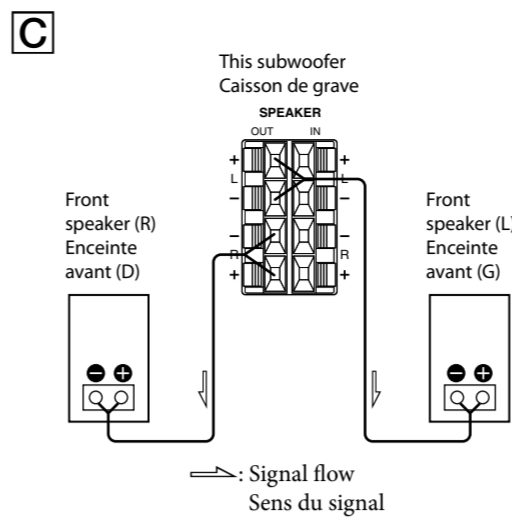 C
This subwoofer
Caisson de grave
SPEAKER
OUT IN
+ +
L L
− −
− −
R R
+ +
Front
speaker (R)
Enceinte
avant (D)
− +
Front
speaker (L)
Enceinte
avant (G)
− +
: Signal flow
Sens du signal